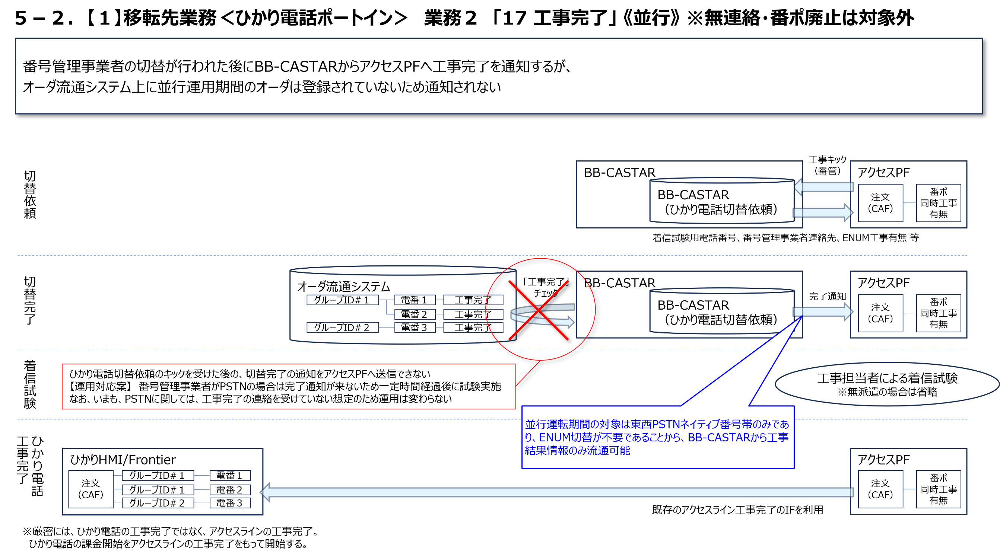 ５－２．【１】移転先業務＜ひかり電話ポートイン＞　業務２　「17 工事完了」《並行》 ※無連絡・番ポ廃止は対象外
番号管理事業者の切替が行われた後にBB-CASTARからアクセスPFへ工事完了を通知するが、
オーダ流通システム上に並行運用期間のオーダは登録されていないため通知されない
切替依頼
BB-CASTAR
BB-CASTAR
（ひかり電話切替依頼）
工事キック
（番管）
アクセスPF
注文
（CAF）
番ポ
同時工事
有無
着信試験用電話番号、番号管理事業者連絡先、ENUM工事有無 等
切替完了
オーダ流通システム
グループID＃１
電番１
工事完了
電番２
工事完了
グループID＃２
電番３
工事完了
「工事完了」
チェック
BB-CASTAR
BB-CASTAR
（ひかり電話切替依頼）
完了通知
アクセスPF
注文
（CAF）
番ポ
同時工事
有無
着信試験
ひかり電話切替依頼のキックを受けた後の、切替完了の通知をアクセスPFへ送信できない
【運用対応案】 番号管理事業者がPSTNの場合は完了通知が来ないため一定時間経過後に試験実施
なお、いまも、PSTNに関しては、工事完了の連絡を受けていない想定のため運用は変わらない
工事担当者による着信試験
※無派遣の場合は省略
並行運転期間の対象は東西PSTNネイティブ番号帯のみであ
り、ENUM切替が不要であることから、BB-CASTARから工事
結果情報のみ流通可能
ひかり電話
工事完了
ひかりHMI/Frontier
注文
（CAF）
グループID＃１
電番１
グループID＃１
電番２
グループID＃２
電番３
アクセスPF
注文
（CAF）
番ポ
同時工事
有無
既存のアクセスライン工事完了のIFを利用
※厳密には、ひかり電話の工事完了ではなく、アクセスラインの工事完了。
ひかり電話の課金開始をアクセスラインの工事完了をもって開始する。